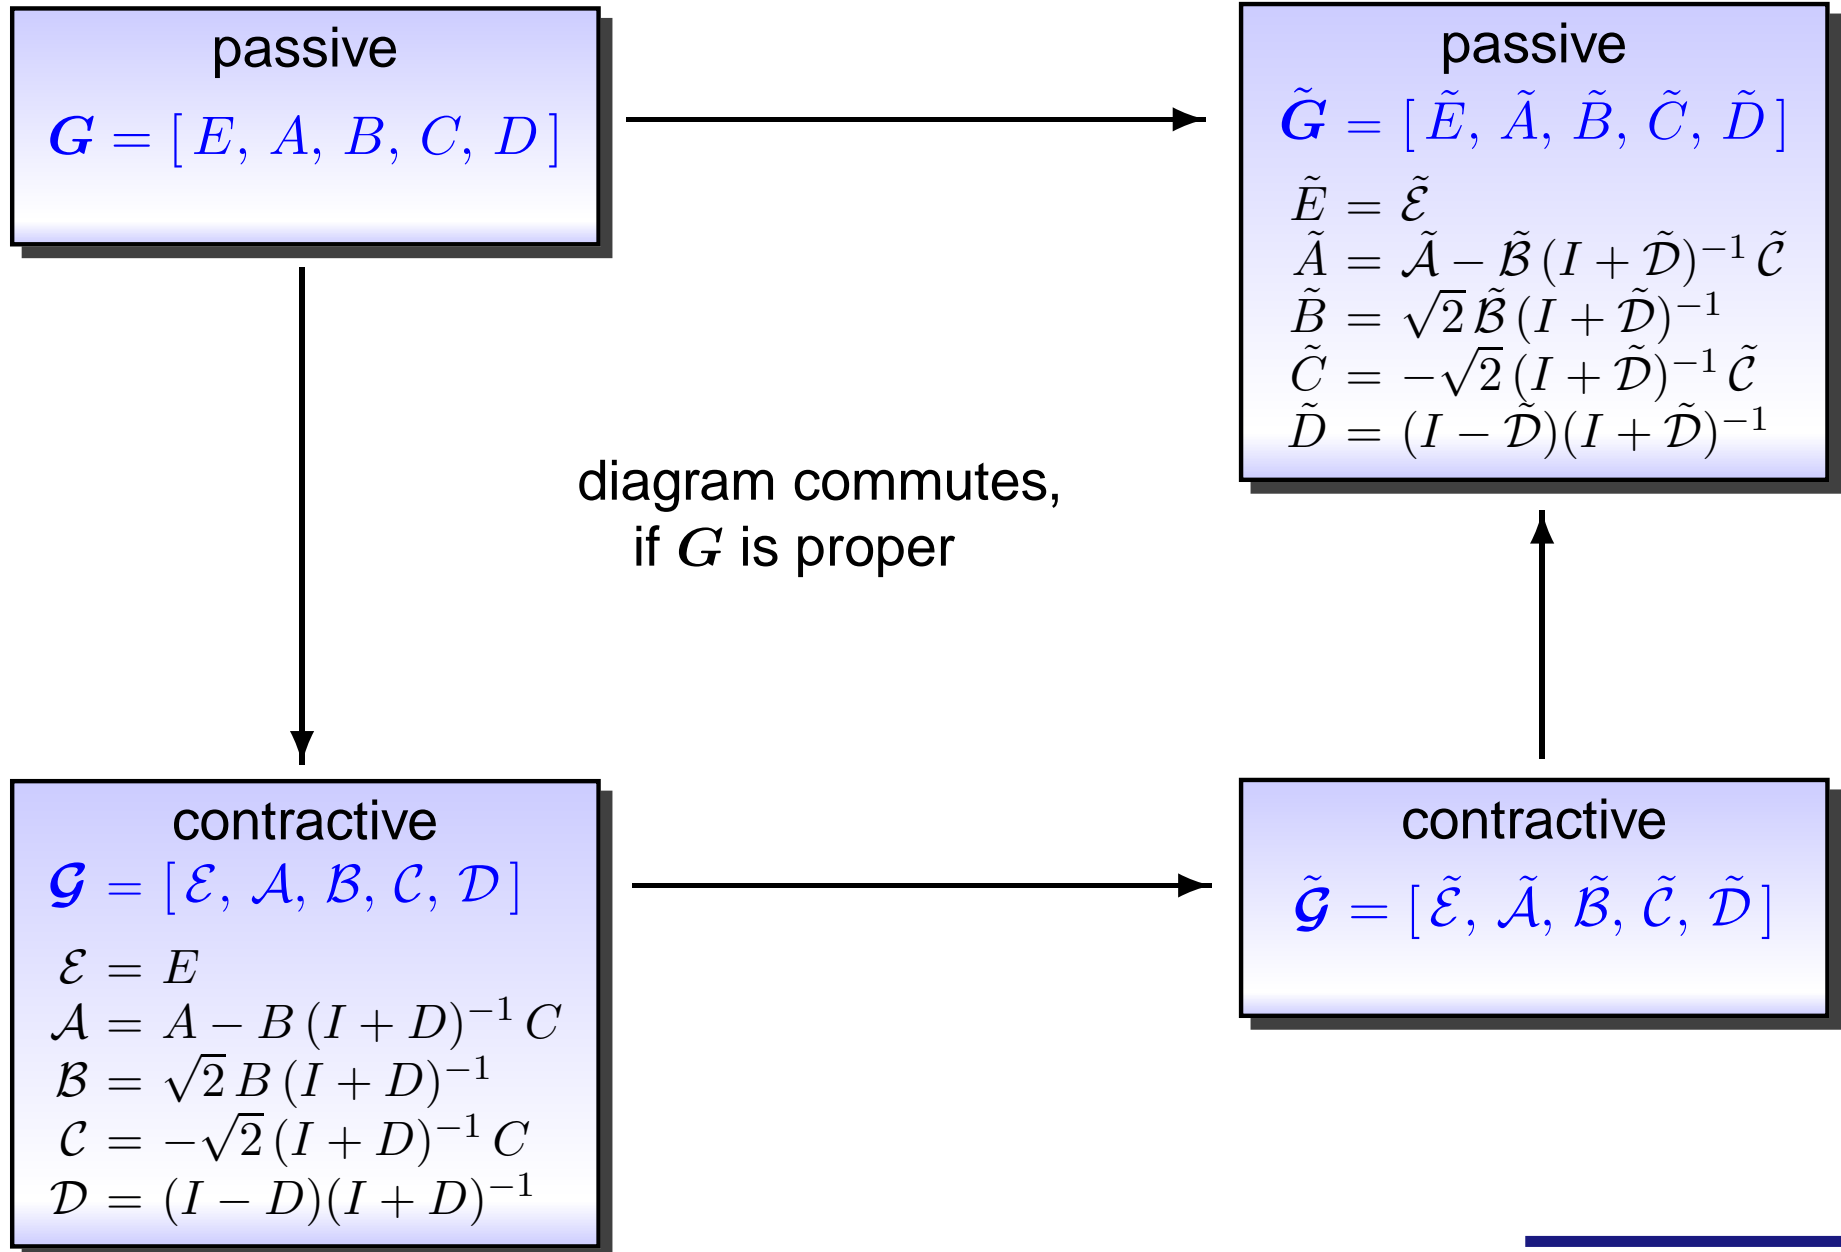 passive
G = [ E, A, B, C, D ]
passive
G̃ = [ Ẽ, Ã, B̃, C̃, D̃ ]
Ẽ = ℰ̃
Ã = 𝒜̃ − ℬ̃ (I + 𝒟̃)⁻¹ 𝒞̃
B̃ = √2 ℬ̃ (I + 𝒟̃)⁻¹
C̃ = −√2 (I + 𝒟̃)⁻¹ 𝒞̃
D̃ = (I − 𝒟̃)(I + 𝒟̃)⁻¹
diagram commutes,
if G is proper
contractive
𝒢 = [ ℰ, 𝒜, ℬ, 𝒞, 𝒟 ]
ℰ = E
𝒜 = A − B (I + D)⁻¹ C
ℬ = √2 B (I + D)⁻¹
𝒞 = −√2 (I + D)⁻¹ C
𝒟 = (I − D)(I + D)⁻¹
contractive
𝒢̃ = [ ℰ̃, 𝒜̃, ℬ̃, 𝒞̃, 𝒟̃ ]